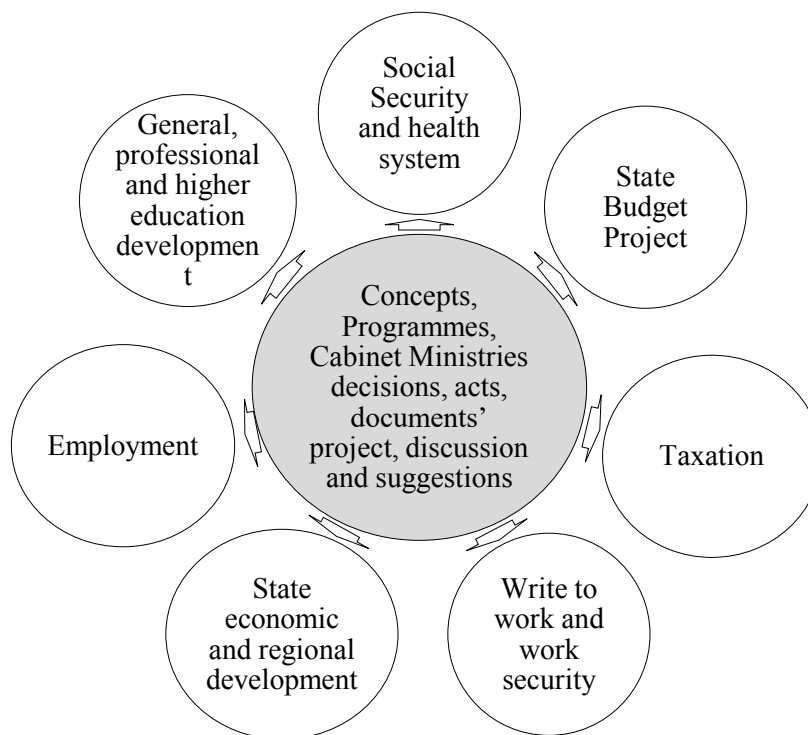 Social
Security
and health
system
General,
professional
and higher
education
developmen
t
State
Budget
Project
Concepts,
Programmes,
Cabinet Ministries
decisions, acts,
documents’
project, discussion
and suggestions
Employment
Taxation
State
economic
and regional
development
Write to
work and
work
security